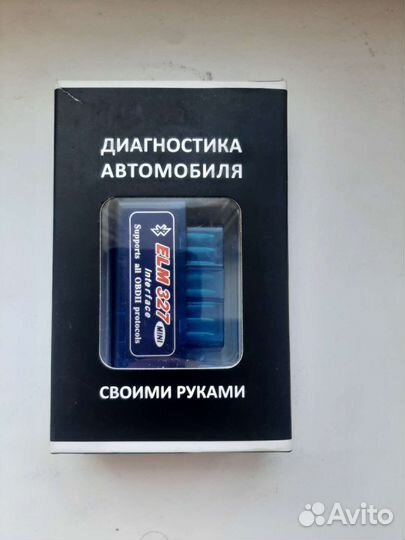 ДИАГНОСТИКА
АВТОМОБИЛЯ
ELM 327
Interface
MINI
Supports all OBDII protocols
СВОИМИ РУКАМИ
Avito